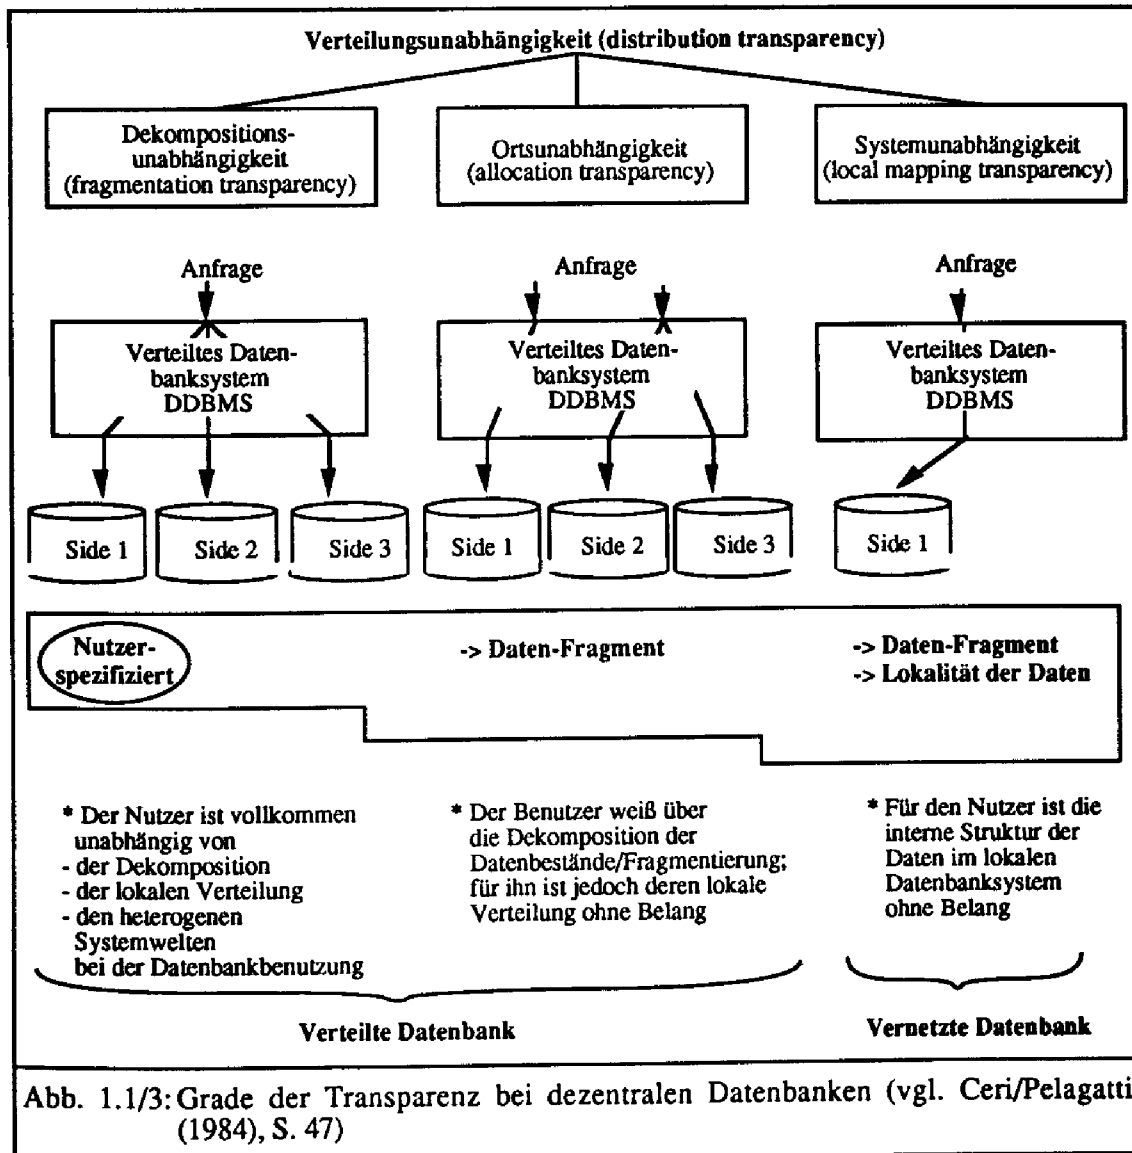 Verteilungsunabhängigkeit (distribution transparency)
Dekompositions-
unabhängigkeit
(fragmentation transparency)
Ortsunabhängigkeit
(allocation transparency)
Systemunabhängigkeit
(local mapping transparency)
Anfrage
Anfrage
Anfrage
Verteiltes Daten-
banksystem
DDBMS
Verteiltes Daten-
banksystem
DDBMS
Verteiltes Daten-
banksystem
DDBMS
Side 1
Side 2
Side 3
Side 1
Side 2
Side 3
Side 1
Nutzer-
spezifiziert
-> Daten-Fragment
-> Daten-Fragment
-> Lokalität der Daten
* Der Nutzer ist vollkommen
unabhängig von
- der Dekomposition
- der lokalen Verteilung
- den heterogenen
Systemwelten
bei der Datenbankbenutzung
* Der Benutzer weiß über
die Dekomposition der
Datenbestände/Fragmentierung;
für ihn ist jedoch deren lokale
Verteilung ohne Belang
* Für den Nutzer ist die
interne Struktur der
Daten im lokalen
Datenbanksystem
ohne Belang
Verteilte Datenbank
Vernetzte Datenbank
Abb. 1.1/3: Grade der Transparenz bei dezentralen Datenbanken (vgl. Ceri/Pelagatti
(1984), S. 47)